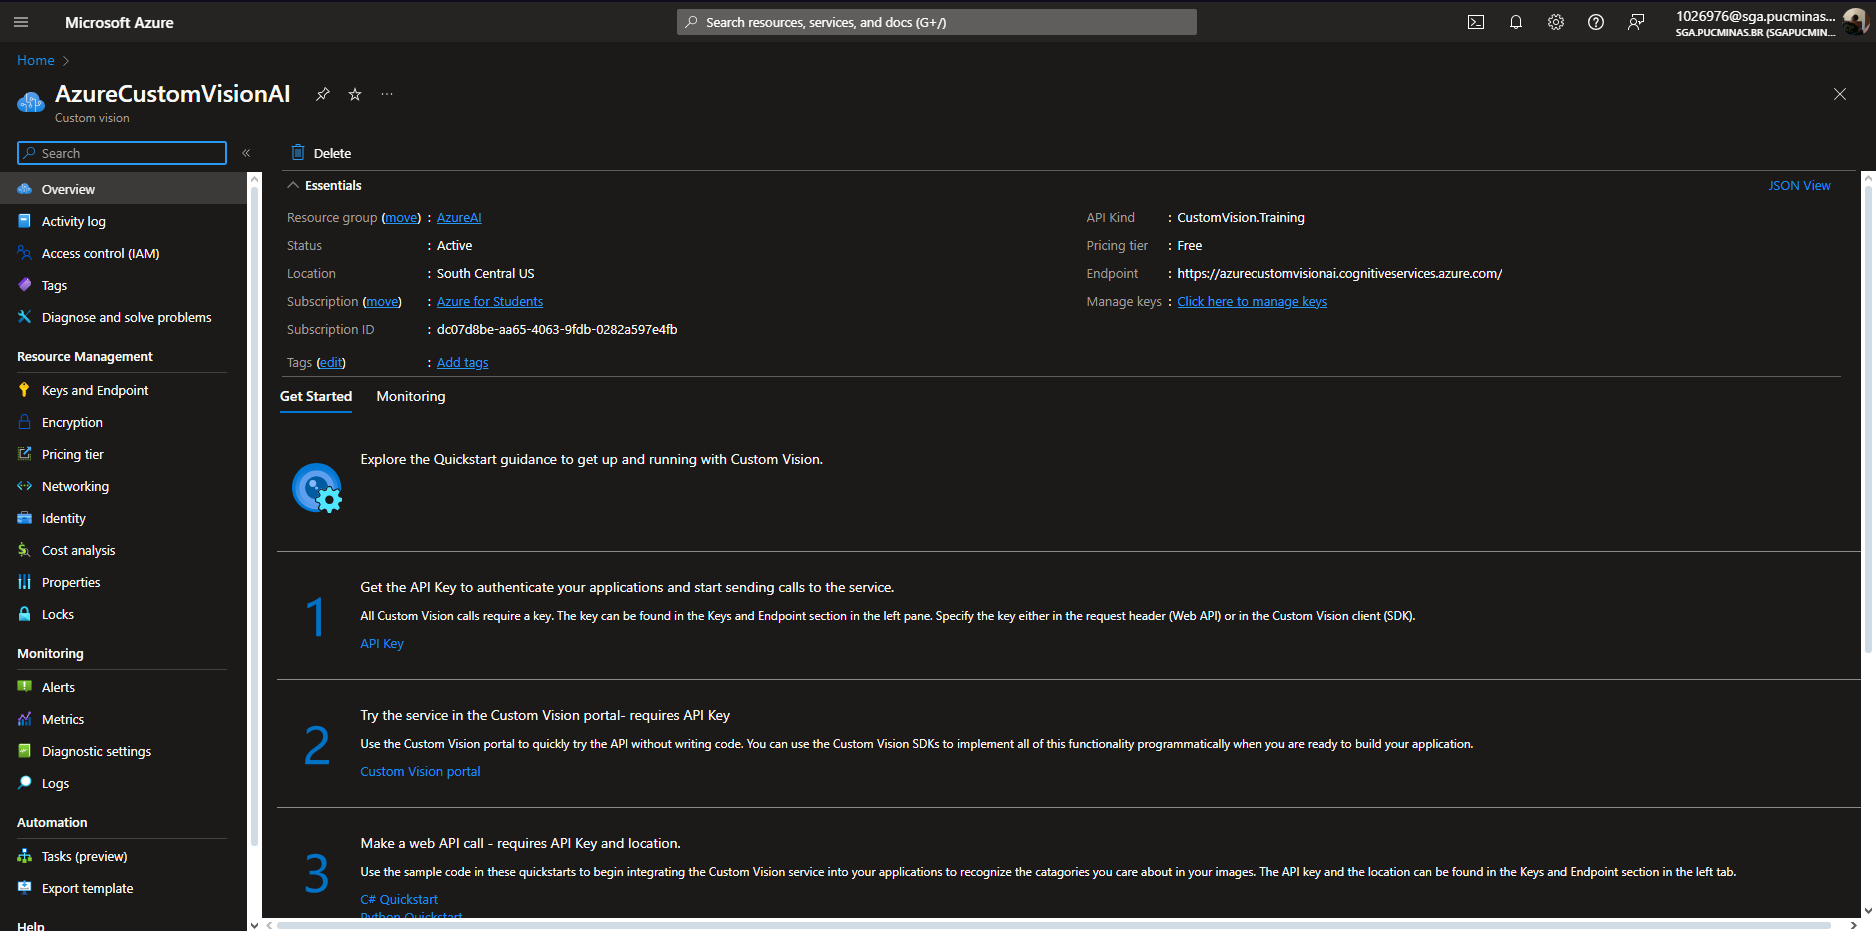 Microsoft Azure
Search resources, services, and docs (G+/)
1026976@sga.pucminas...
SGA.PUCMINAS.BR (SGAPUCMIN...
Home
AzureCustomVisionAI
Custom vision
Search
Overview
Activity log
Access control (IAM)
Tags
Diagnose and solve problems
Resource Management
Keys and Endpoint
Encryption
Pricing tier
Networking
Identity
Cost analysis
Properties
Locks
Monitoring
Alerts
Metrics
Diagnostic settings
Logs
Automation
Tasks (preview)
Export template
Help
Delete
Essentials
JSON View
Resource group (move) : AzureAI
Status : Active
Location : South Central US
Subscription (move) : Azure for Students
Subscription ID : dc07d8be-aa65-4063-9fdb-0282a597e4fb
Tags (edit) : Add tags
API Kind : CustomVision.Training
Pricing tier : Free
Endpoint : https://azurecustomvisionai.cognitiveservices.azure.com/
Manage keys : Click here to manage keys
Get Started Monitoring
Explore the Quickstart guidance to get up and running with Custom Vision.
1
Get the API Key to authenticate your applications and start sending calls to the service.
All Custom Vision calls require a key. The key can be found in the Keys and Endpoint section in the left pane. Specify the key either in the request header (Web API) or in the Custom Vision client (SDK).
API Key
2
Try the service in the Custom Vision portal- requires API Key
Use the Custom Vision portal to quickly try the API without writing code. You can use the Custom Vision SDKs to implement all of this functionality programmatically when you are ready to build your application.
Custom Vision portal
3
Make a web API call - requires API Key and location.
Use the sample code in these quickstarts to begin integrating the Custom Vision service into your applications to recognize the catagories you care about in your images. The API key and the location can be found in the Keys and Endpoint section in the left tab.
C# Quickstart
Python Quickstart